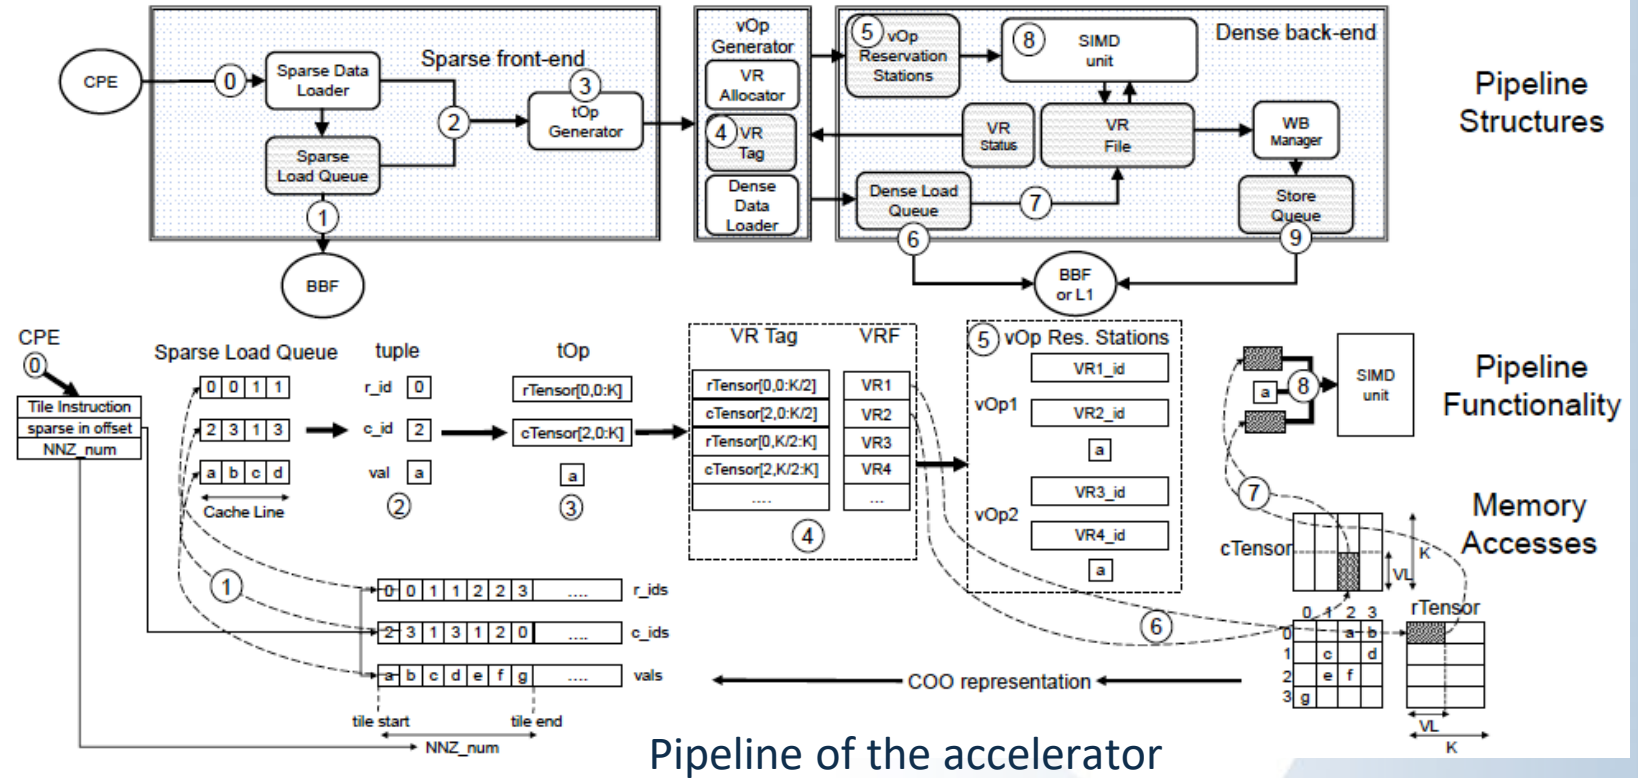 CPE
0
Sparse Data
Loader
Sparse
Load Queue
1
BBF
Sparse front-end
2
3
tOp
Generator
vOp
Generator
VR
Allocator
4
VR
Tag
Dense
Data
Loader
Dense back-end
5
vOp
Reservation
Stations
8
SIMD
unit
VR
Status
VR
File
WB
Manager
Dense Load
Queue
7
Store
Queue
6
9
BBF
or L1
Pipeline
Structures
CPE
0
Tile Instruction
sparse in offset
NNZ_num
Sparse Load Queue
0 0 1 1
2 3 1 3
a b c d
Cache Line
tuple
r_id 0
c_id 2
val a
2
tOp
rTensor[0,0:K]
cTensor[2,0:K]
a
3
VR Tag VRF
rTensor[0,0:K/2] VR1
cTensor[2,0:K/2] VR2
rTensor[0,K/2:K] VR3
cTensor[2,K/2:K] VR4
.... ...
4
5 vOp Res. Stations
VR1_id
vOp1
VR2_id
a
VR3_id
vOp2
VR4_id
a
a
8
SIMD
unit
Pipeline
Functionality
7
cTensor
K
VL
Memory
Accesses
1
0 0 1 1 2 2 3 .... r_ids
2 3 1 3 1 2 0 .... c_ids
a b c d e f g .... vals
tile start tile end
NNZ_num
6
COO representation
0 1 2 3
0 a b
1 c d
2 e f
3 g
rTensor
VL
K
Pipeline of the accelerator